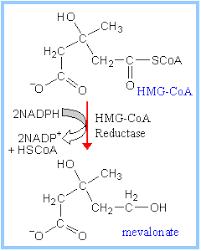 HO CH₃
H₂C C CH₂ C SCoA
⁻O C O O
HMG-CoA
2NADPH
HMG-CoA
Reductase
2NADP⁺
+ HSCoA
HO CH₃
H₂C C CH₂ C H₂ OH
⁻O C O
mevalonate